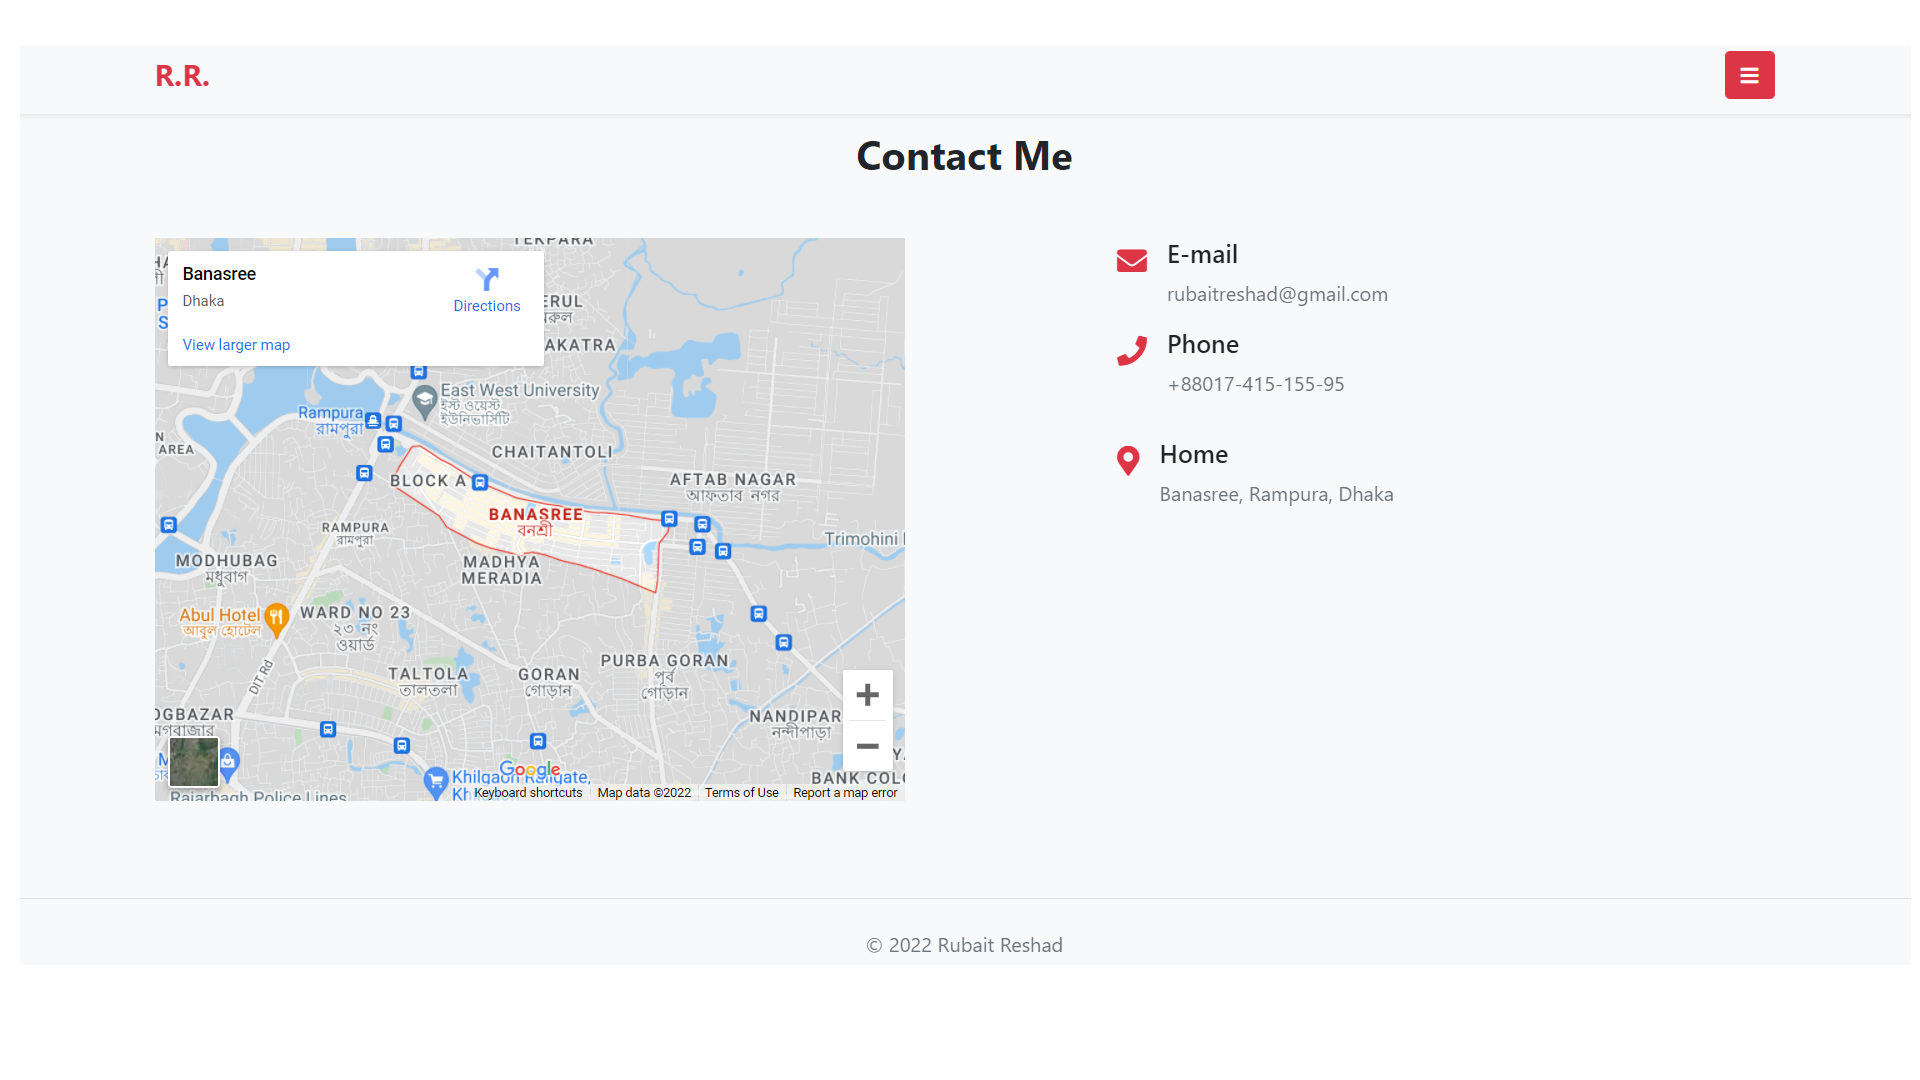 R.R.
Contact Me
TEKPARA
Banasree
Dhaka
Directions
View larger map
East West University
ইস্ট ওয়েস্ট
ইউনিভার্সিটি
Rampura
রামপুরা
AREA
CHAITANTOLI
BLOCK A
AFTAB NAGAR
আফতাব নগর
BANASREE
বনশ্রী
RAMPURA
রামপুরা
Trimohini
MODHUBAG
মধুবাগ
MADHYA
MERADIA
Abul Hotel
আবুল হোটেল
WARD NO 23
২৩ নং
ওয়ার্ড
DIT Rd
TALTOLA
তালতলা
GORAN
গোড়ান
PURBA GORAN
পূর্ব
গোড়ান
NANDIPAR
নন্দীপাড়া
OGBAZAR
মগবাজার
Khilgaon Railgate,
Google
BANK COL
Rajarbagh Police Lines
Keyboard shortcuts
Map data ©2022
Terms of Use
Report a map error
E-mail
rubaitreshad@gmail.com
Phone
+88017-415-155-95
Home
Banasree, Rampura, Dhaka
© 2022 Rubait Reshad